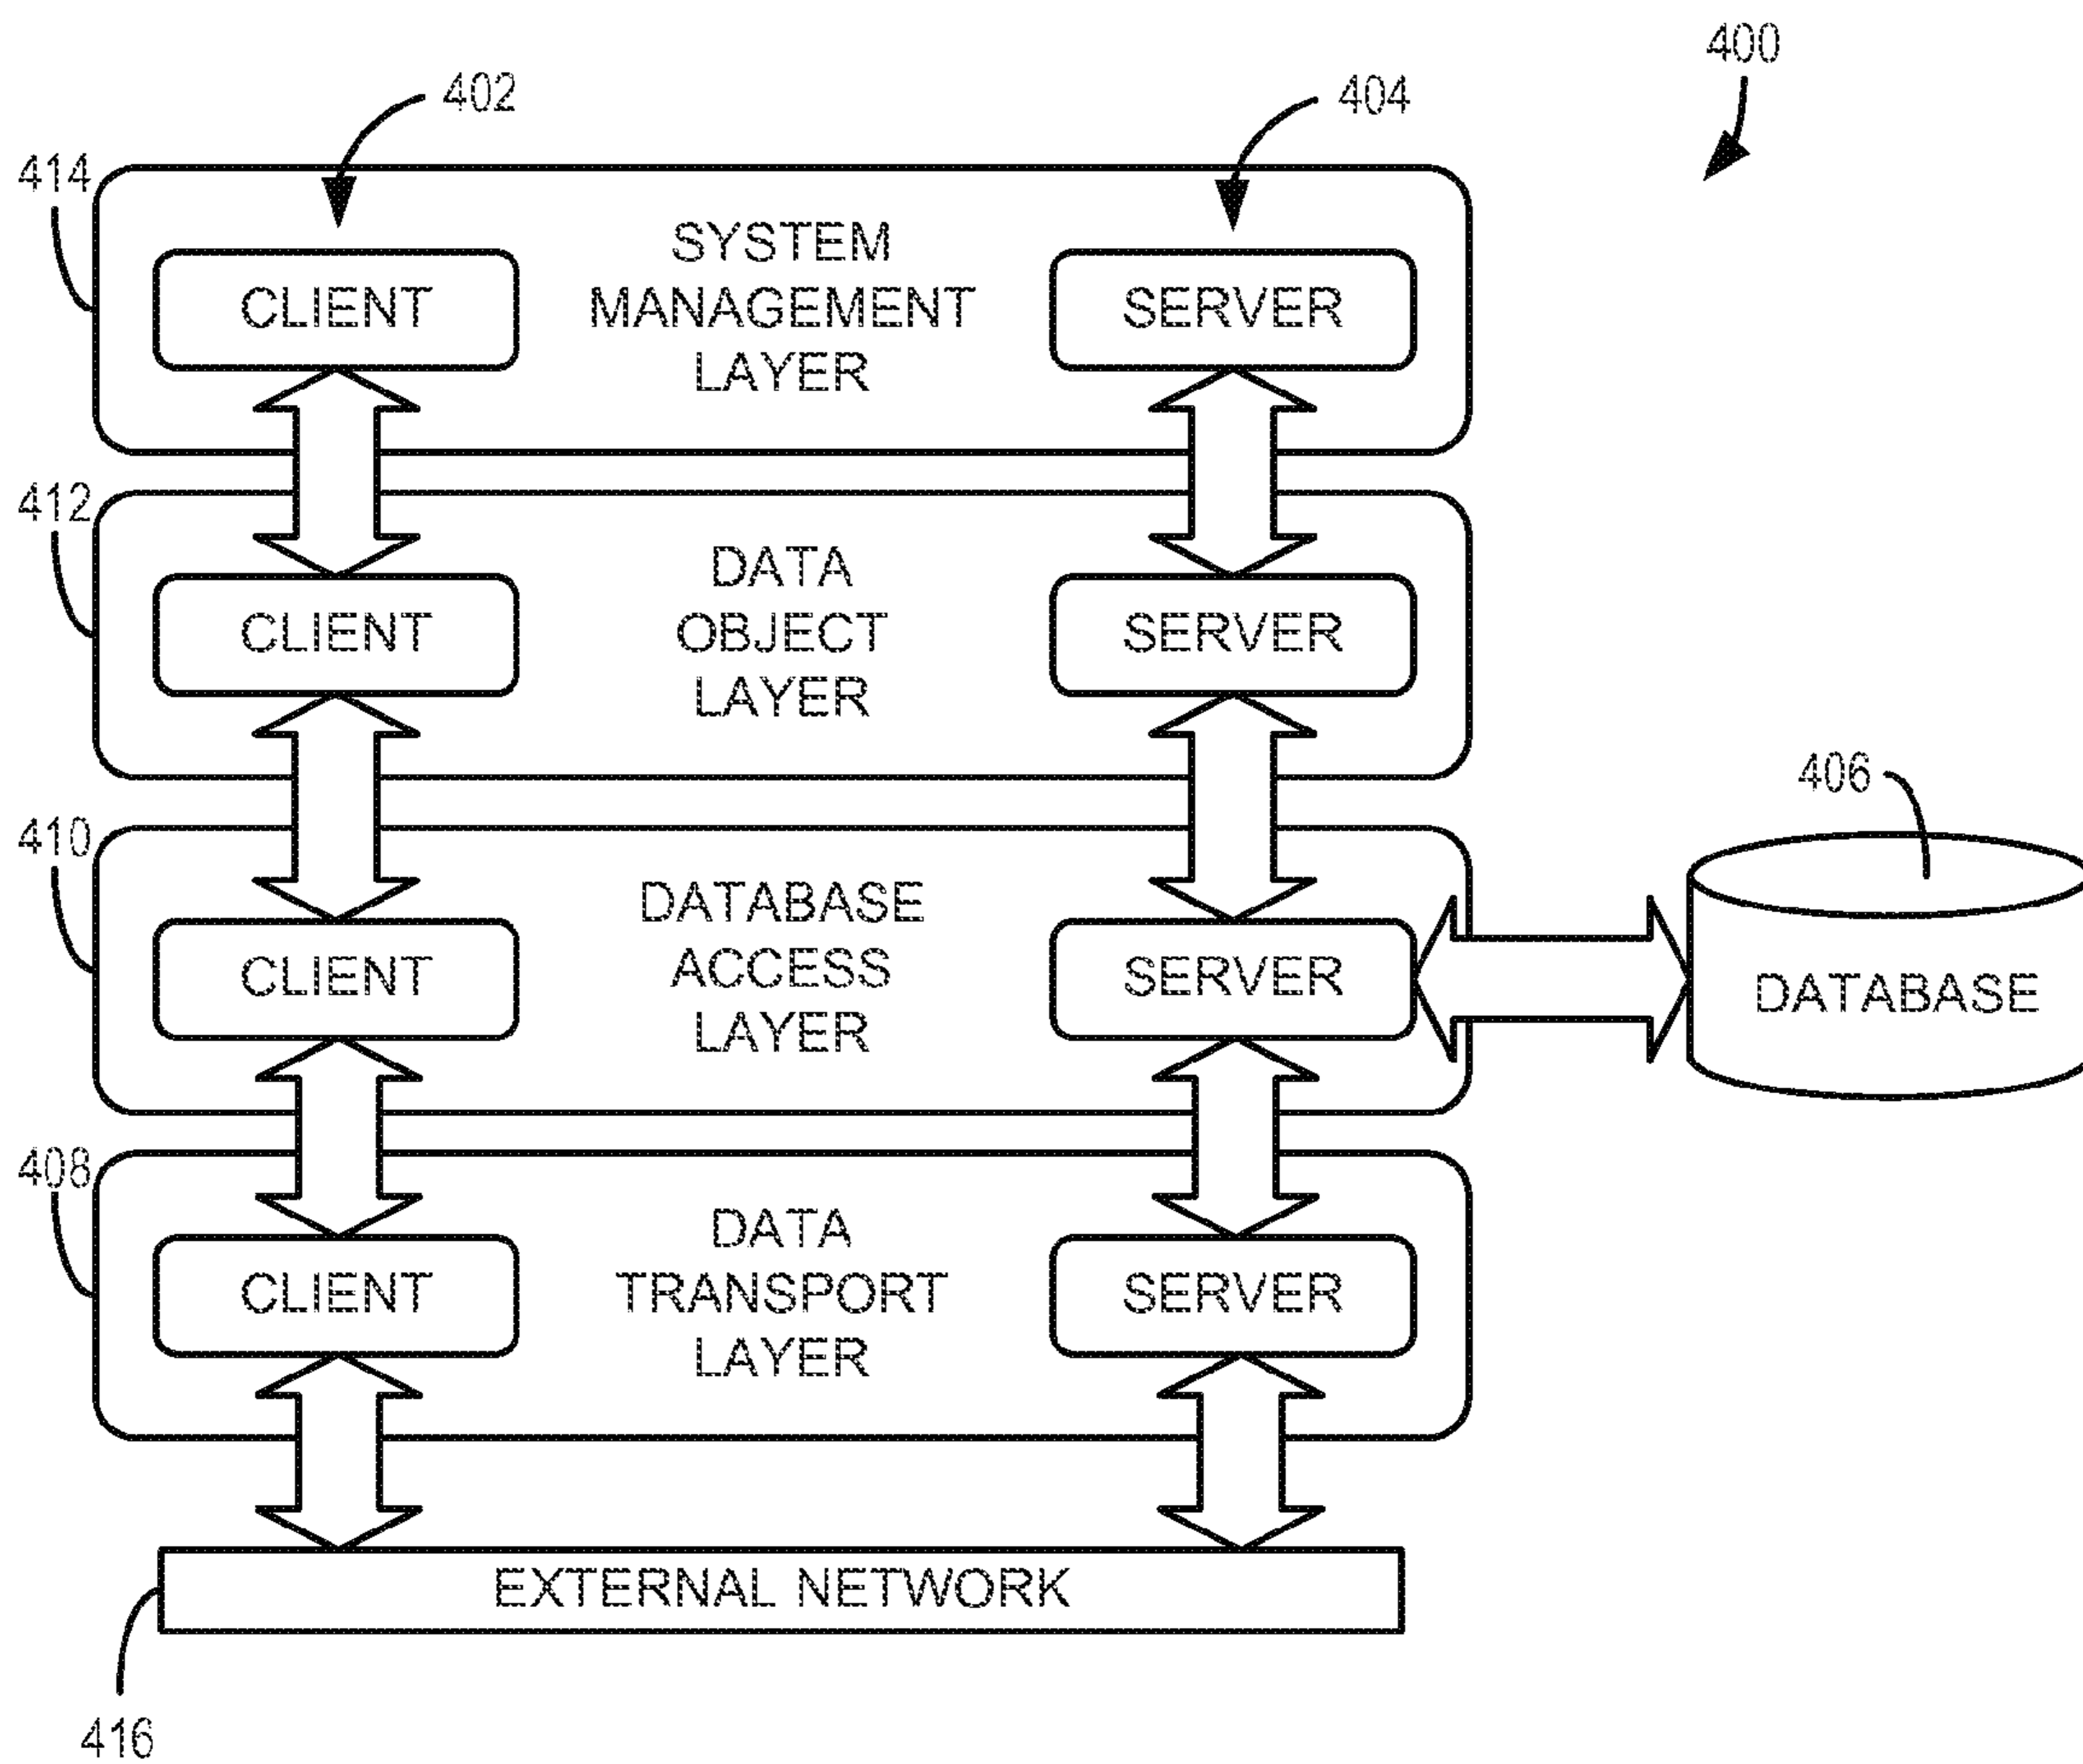 400
402
404
414
CLIENT
SYSTEM
MANAGEMENT
LAYER
SERVER
412
CLIENT
DATA
OBJECT
LAYER
SERVER
406
410
CLIENT
DATABASE
ACCESS
LAYER
SERVER
DATABASE
408
CLIENT
DATA
TRANSPORT
LAYER
SERVER
EXTERNAL NETWORK
416